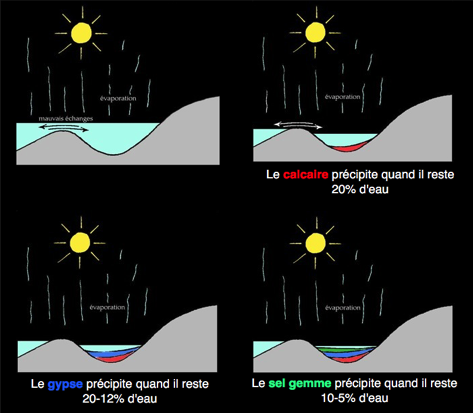 évaporation
mauvais échanges
évaporation
Le calcaire précipite quand il reste
20% d'eau
évaporation
Le gypse précipite quand il reste
20-12% d'eau
évaporation
Le sel gemme précipite quand il reste
10-5% d'eau